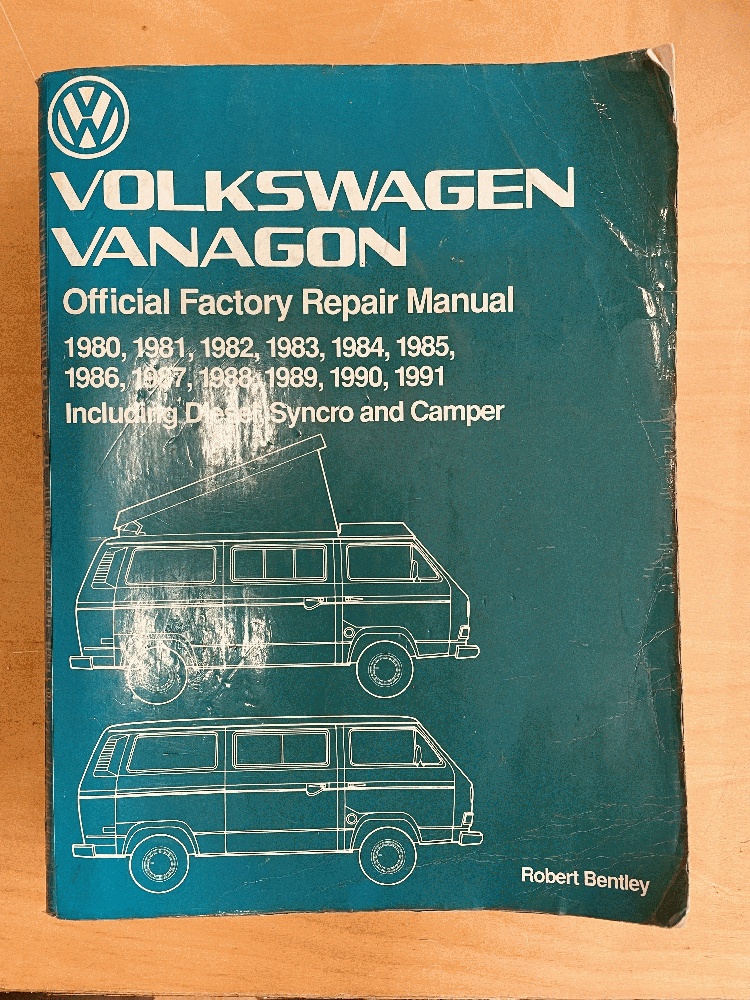 VOLKSWAGEN
VANAGON
Official Factory Repair Manual
1980, 1981, 1982, 1983, 1984, 1985,
1986, 1987, 1988, 1989, 1990, 1991
Including Diesel, Syncro and Camper
Robert Bentley